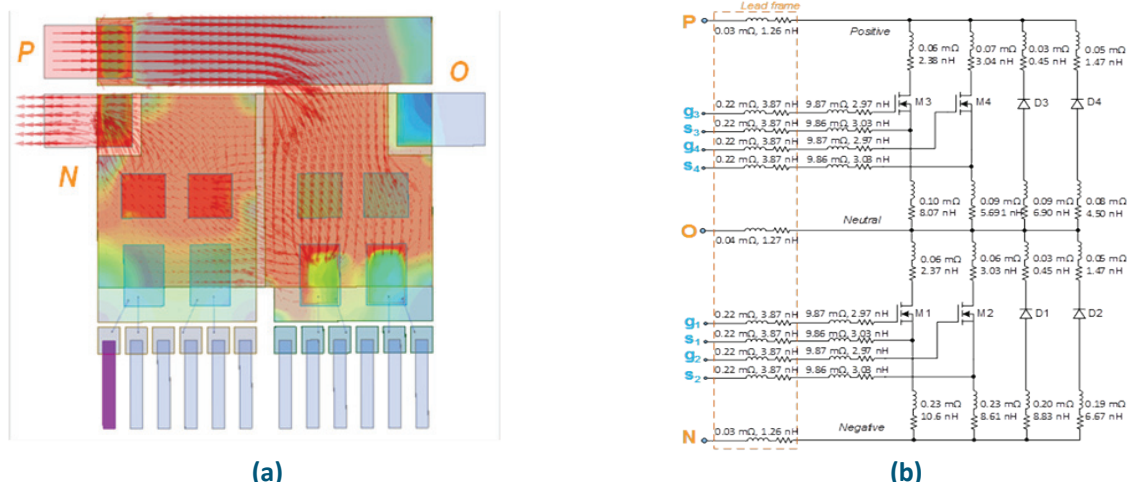 P
O
N
(a)
Lead frame
P
0.03 mΩ, 1.26 nH
Positive
0.06 mΩ
2.38 nH
0.07 mΩ
3.04 nH
0.03 mΩ
0.45 nH
0.05 mΩ
1.47 nH
M3
M4
D3
D4
g3
0.22 mΩ, 3.87 nH
9.87 mΩ, 2.97 nH
s3
0.22 mΩ, 3.87 nH
9.86 mΩ, 3.03 nH
g4
0.22 mΩ, 3.87 nH
9.87 mΩ, 2.97 nH
s4
0.22 mΩ, 3.87 nH
9.86 mΩ, 3.03 nH
0.10 mΩ
8.07 nH
0.09 mΩ
5.691 nH
0.09 mΩ
6.90 nH
0.08 mΩ
4.50 nH
O
Neutral
0.04 mΩ, 1.27 nH
0.06 mΩ
2.37 nH
0.06 mΩ
3.03 nH
0.03 mΩ
0.45 nH
0.05 mΩ
1.47 nH
M1
M2
D1
D2
g1
0.22 mΩ, 3.87 nH
9.87 mΩ, 2.97 nH
s1
0.22 mΩ, 3.87 nH
9.86 mΩ, 3.03 nH
g2
0.22 mΩ, 3.87 nH
9.87 mΩ, 2.97 nH
s2
0.22 mΩ, 3.87 nH
9.86 mΩ, 3.03 nH
0.23 mΩ
10.6 nH
0.23 mΩ
8.61 nH
0.20 mΩ
8.83 nH
0.19 mΩ
6.67 nH
N
0.03 mΩ, 1.26 nH
Negative
(b)